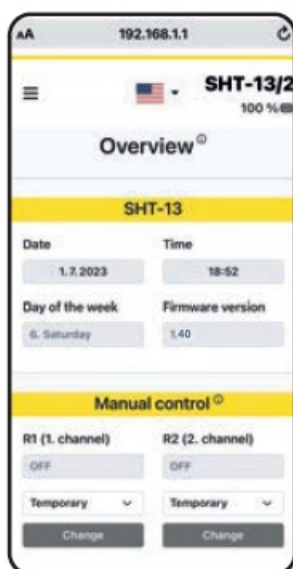 AA 192.168.1.1
SHT-13/2
100 %
Overview
SHT-13
Date Time
1.7.2023 18:52
Day of the week Firmware version
6. Saturday 1.40
Manual control
R1 (1. channel) R2 (2. channel)
OFF OFF
Temporary Temporary
Change Change